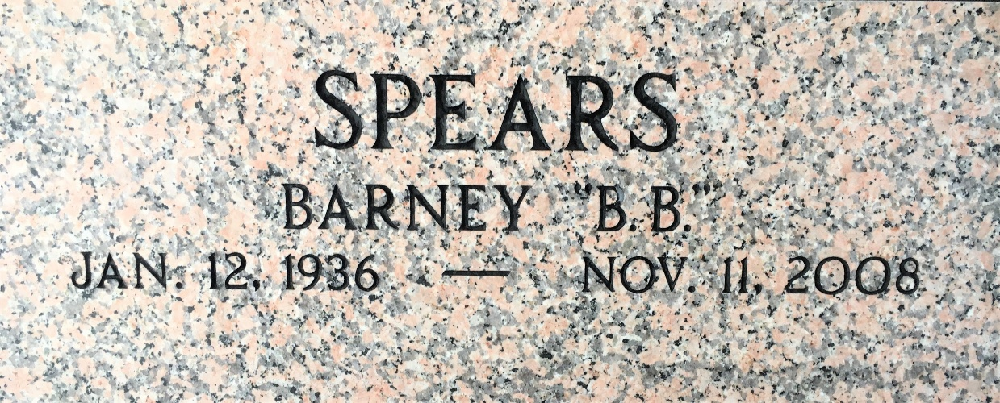 SPEARS
BARNEY "B.B."
JAN. 12, 1936 — NOV. 11, 2008